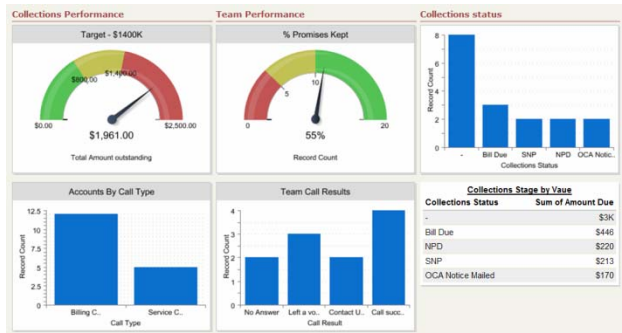 Collections Performance
Team Performance
Collections status
Target - $1400K
$0.00
$800.00
$1,400.00
$2,500.00
$1,961.00
Total Amount outstanding
% Promises Kept
0
5
10
20
55%
Record Count
Record Count
8
6
4
2
0
-
Bill Due
SNP
NPD
OCA Notic..
Collections Status
Accounts By Call Type
Record Count
12.5
10
7.5
5
2.5
0
Billing C..
Service C..
Call Type
Team Call Results
Record Count
4
3
2
1
0
No Answer
Left a vo..
Contact U..
Call succ..
Call Result
Collections Stage by Vaue
Collections Status Sum of Amount Due
- $3K
Bill Due $446
NPD $220
SNP $213
OCA Notice Mailed $170